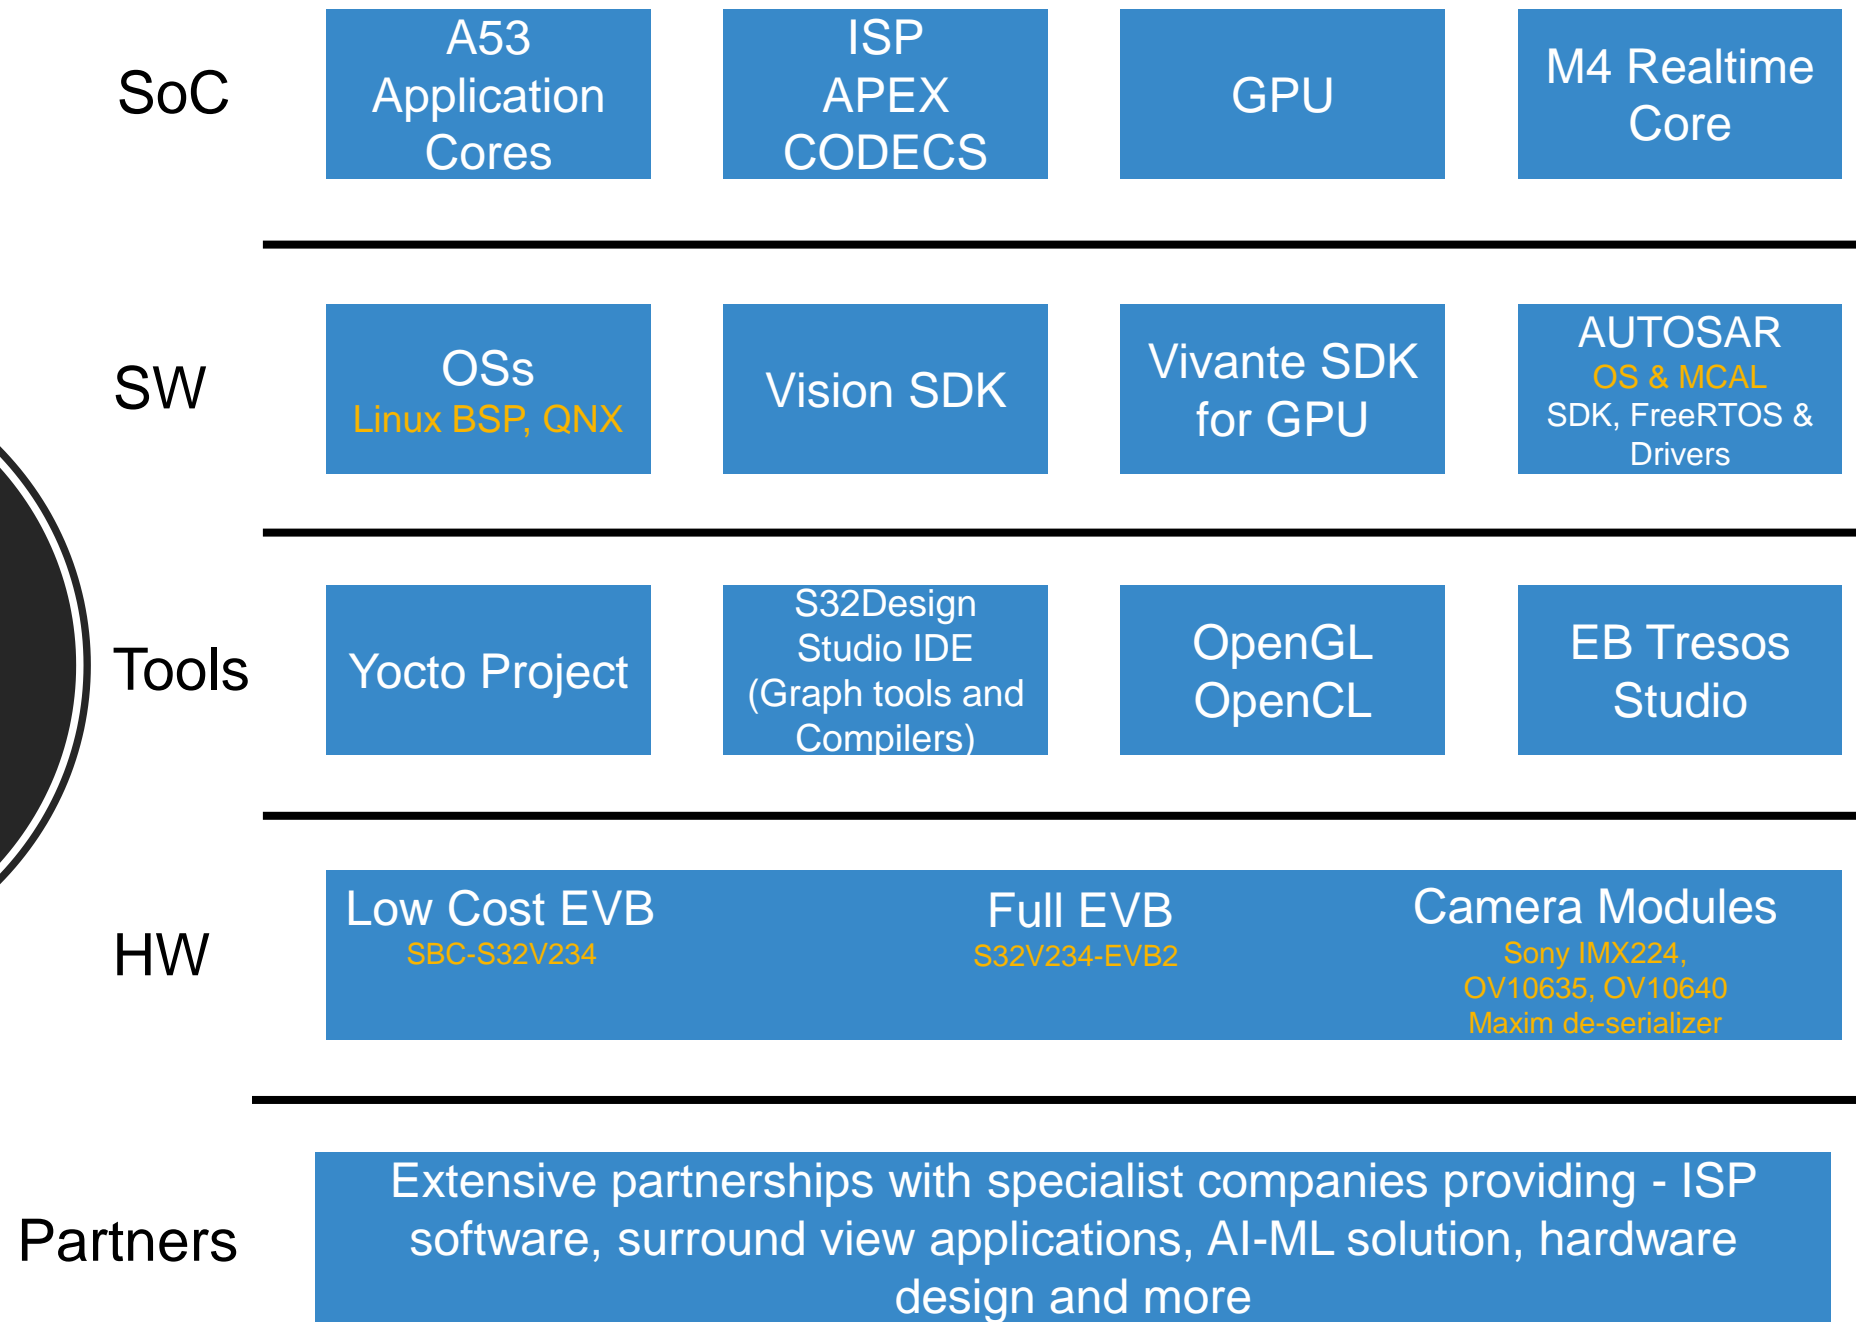 SoC
A53
Application
Cores
ISP
APEX
CODECS
GPU
M4 Realtime
Core
SW
OSs
Linux BSP, QNX
Vision SDK
Vivante SDK
for GPU
AUTOSAR
OS & MCAL
SDK, FreeRTOS &
Drivers
Tools
Yocto Project
S32Design
Studio IDE
(Graph tools and
Compilers)
OpenGL
OpenCL
EB Tresos
Studio
HW
Low Cost EVB
SBC-S32V234
Full EVB
S32V234-EVB2
Camera Modules
Sony IMX224,
OV10635, OV10640
Maxim de-serializer
Partners
Extensive partnerships with specialist companies providing - ISP
software, surround view applications, AI-ML solution, hardware
design and more